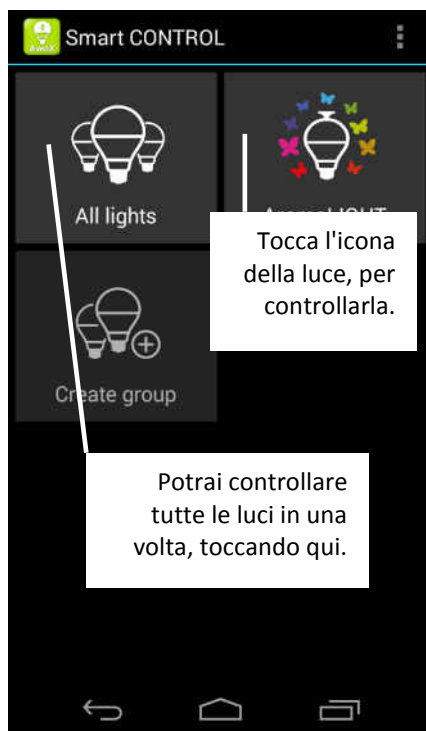 AwoX
Smart CONTROL
All lights
Tocca l'icona
della luce, per
controllarla.
Create group
Potrai controllare
tutte le luci in una
volta, toccando qui.